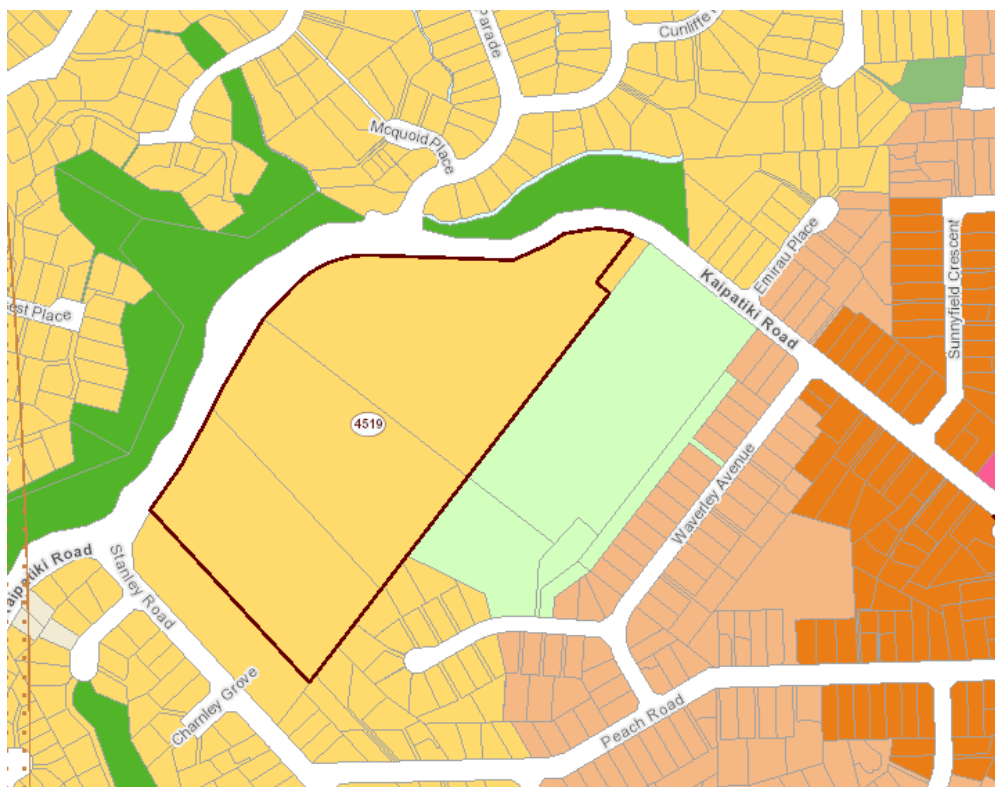 Parade
Cunliffe
Mcquoid Place
Emirau Place
Sunnyfield Crescent
Kaipatiki Road
est Place
4519
Waverley Avenue
Kaipatiki Road
Stanley Road
Charnley Grove
Peach Road